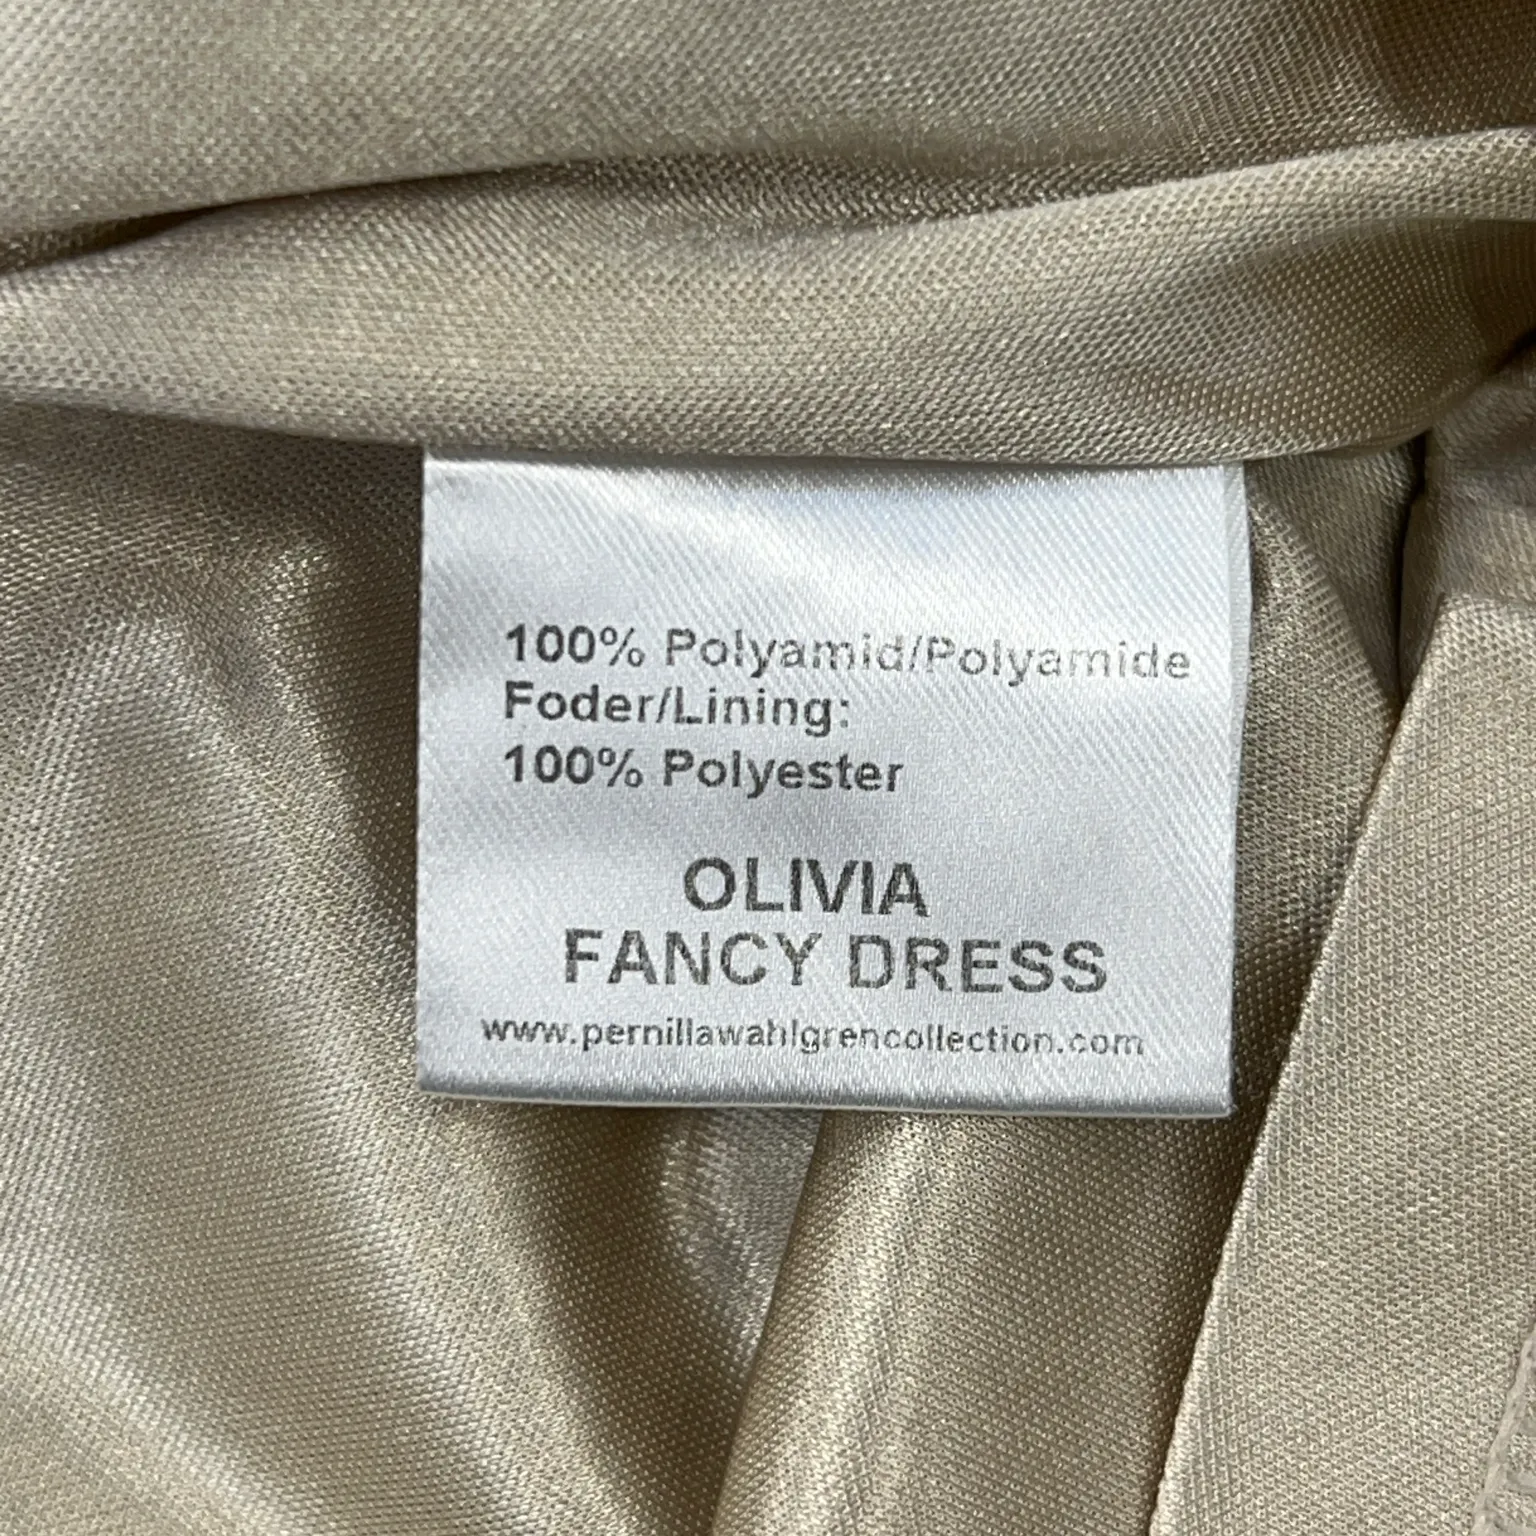 100% Polyamid/Polyamide
Foder/Lining:
100% Polyester
OLIVIA
FANCY DRESS
www.pernillawahlgrencollection.com